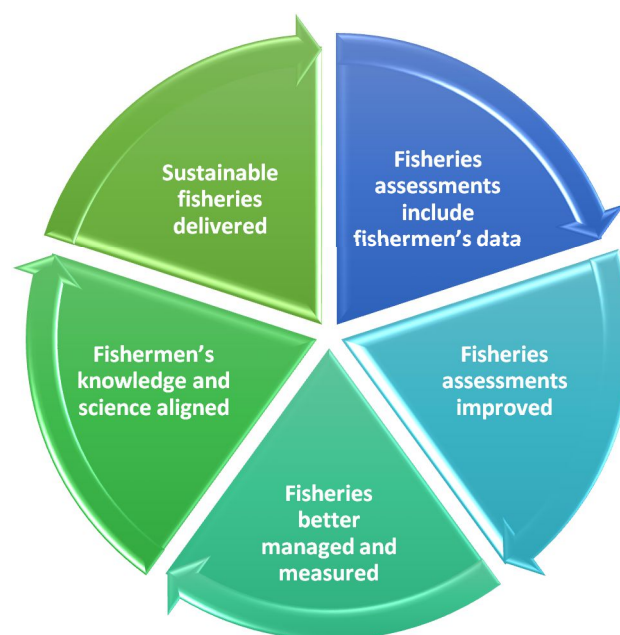 Fisheries
assessments
include
fishermen’s data
Fisheries
assessments
improved
Fisheries
better
managed and
measured
Fishermen’s
knowledge and
science aligned
Sustainable
fisheries
delivered